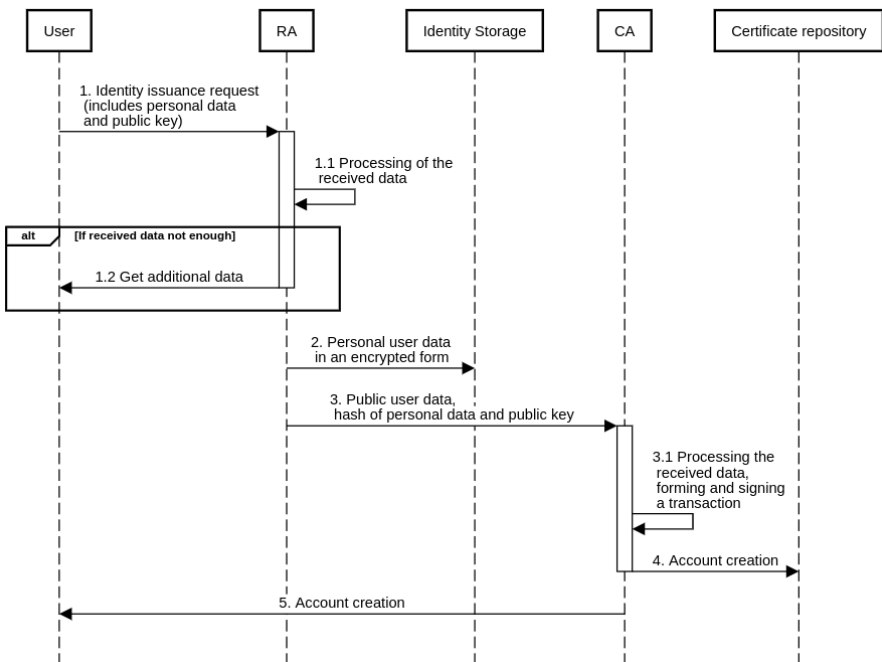 User
RA
Identity Storage
CA
Certificate repository
1. Identity issuance request
(includes personal data
and public key)
1.1 Processing of the
received data
alt
[If received data not enough]
1.2 Get additional data
2. Personal user data
in an encrypted form
3. Public user data,
hash of personal data and public key
3.1 Processing the
received data,
forming and signing
a transaction
4. Account creation
5. Account creation